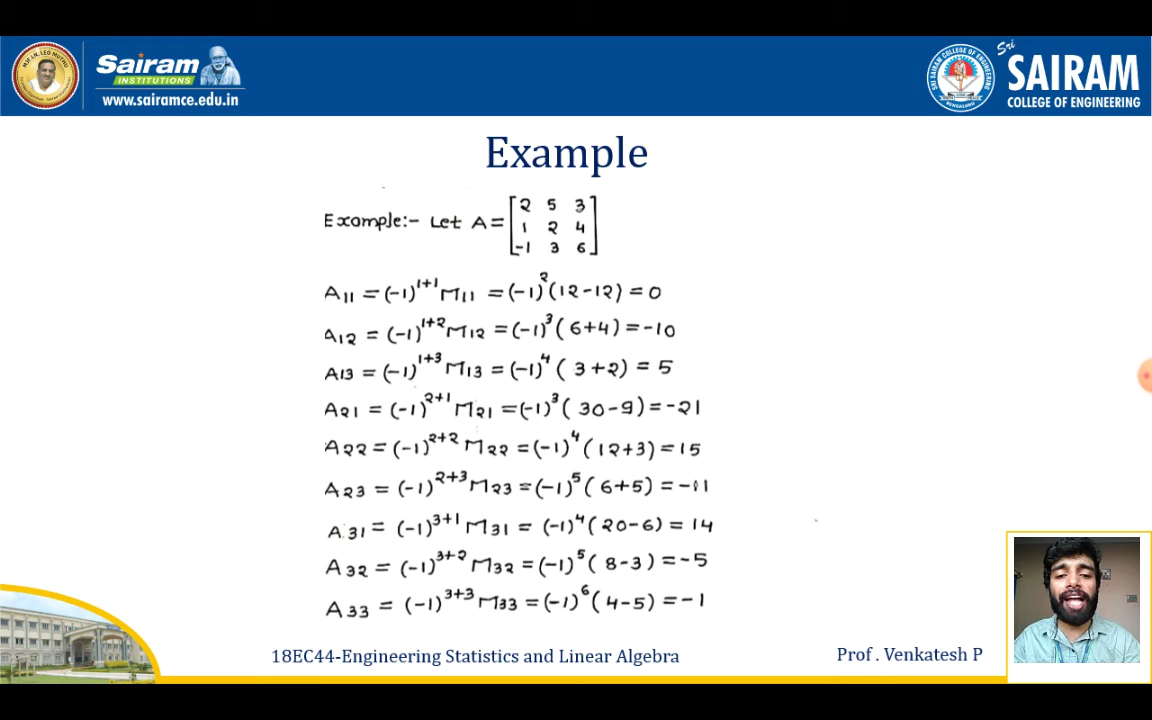 Sairam
INSTITUTIONS
www.sairamce.edu.in
Sri
SAIRAM
COLLEGE OF ENGINEERING
Example
Example:- Let A = [2 5 3
1 2 4
-1 3 6]
A11 = (-1)^1+1 M11 = (-1)^2 (12-12) = 0
A12 = (-1)^1+2 M12 = (-1)^3 (6+4) = -10
A13 = (-1)^1+3 M13 = (-1)^4 (3+2) = 5
A21 = (-1)^2+1 M21 = (-1)^3 (30-9) = -21
A22 = (-1)^2+2 M22 = (-1)^4 (12+3) = 15
A23 = (-1)^2+3 M23 = (-1)^5 (6+5) = -11
A31 = (-1)^3+1 M31 = (-1)^4 (20-6) = 14
A32 = (-1)^3+2 M32 = (-1)^5 (8-3) = -5
A33 = (-1)^3+3 M33 = (-1)^6 (4-5) = -1
18EC44-Engineering Statistics and Linear Algebra
Prof . Venkatesh P